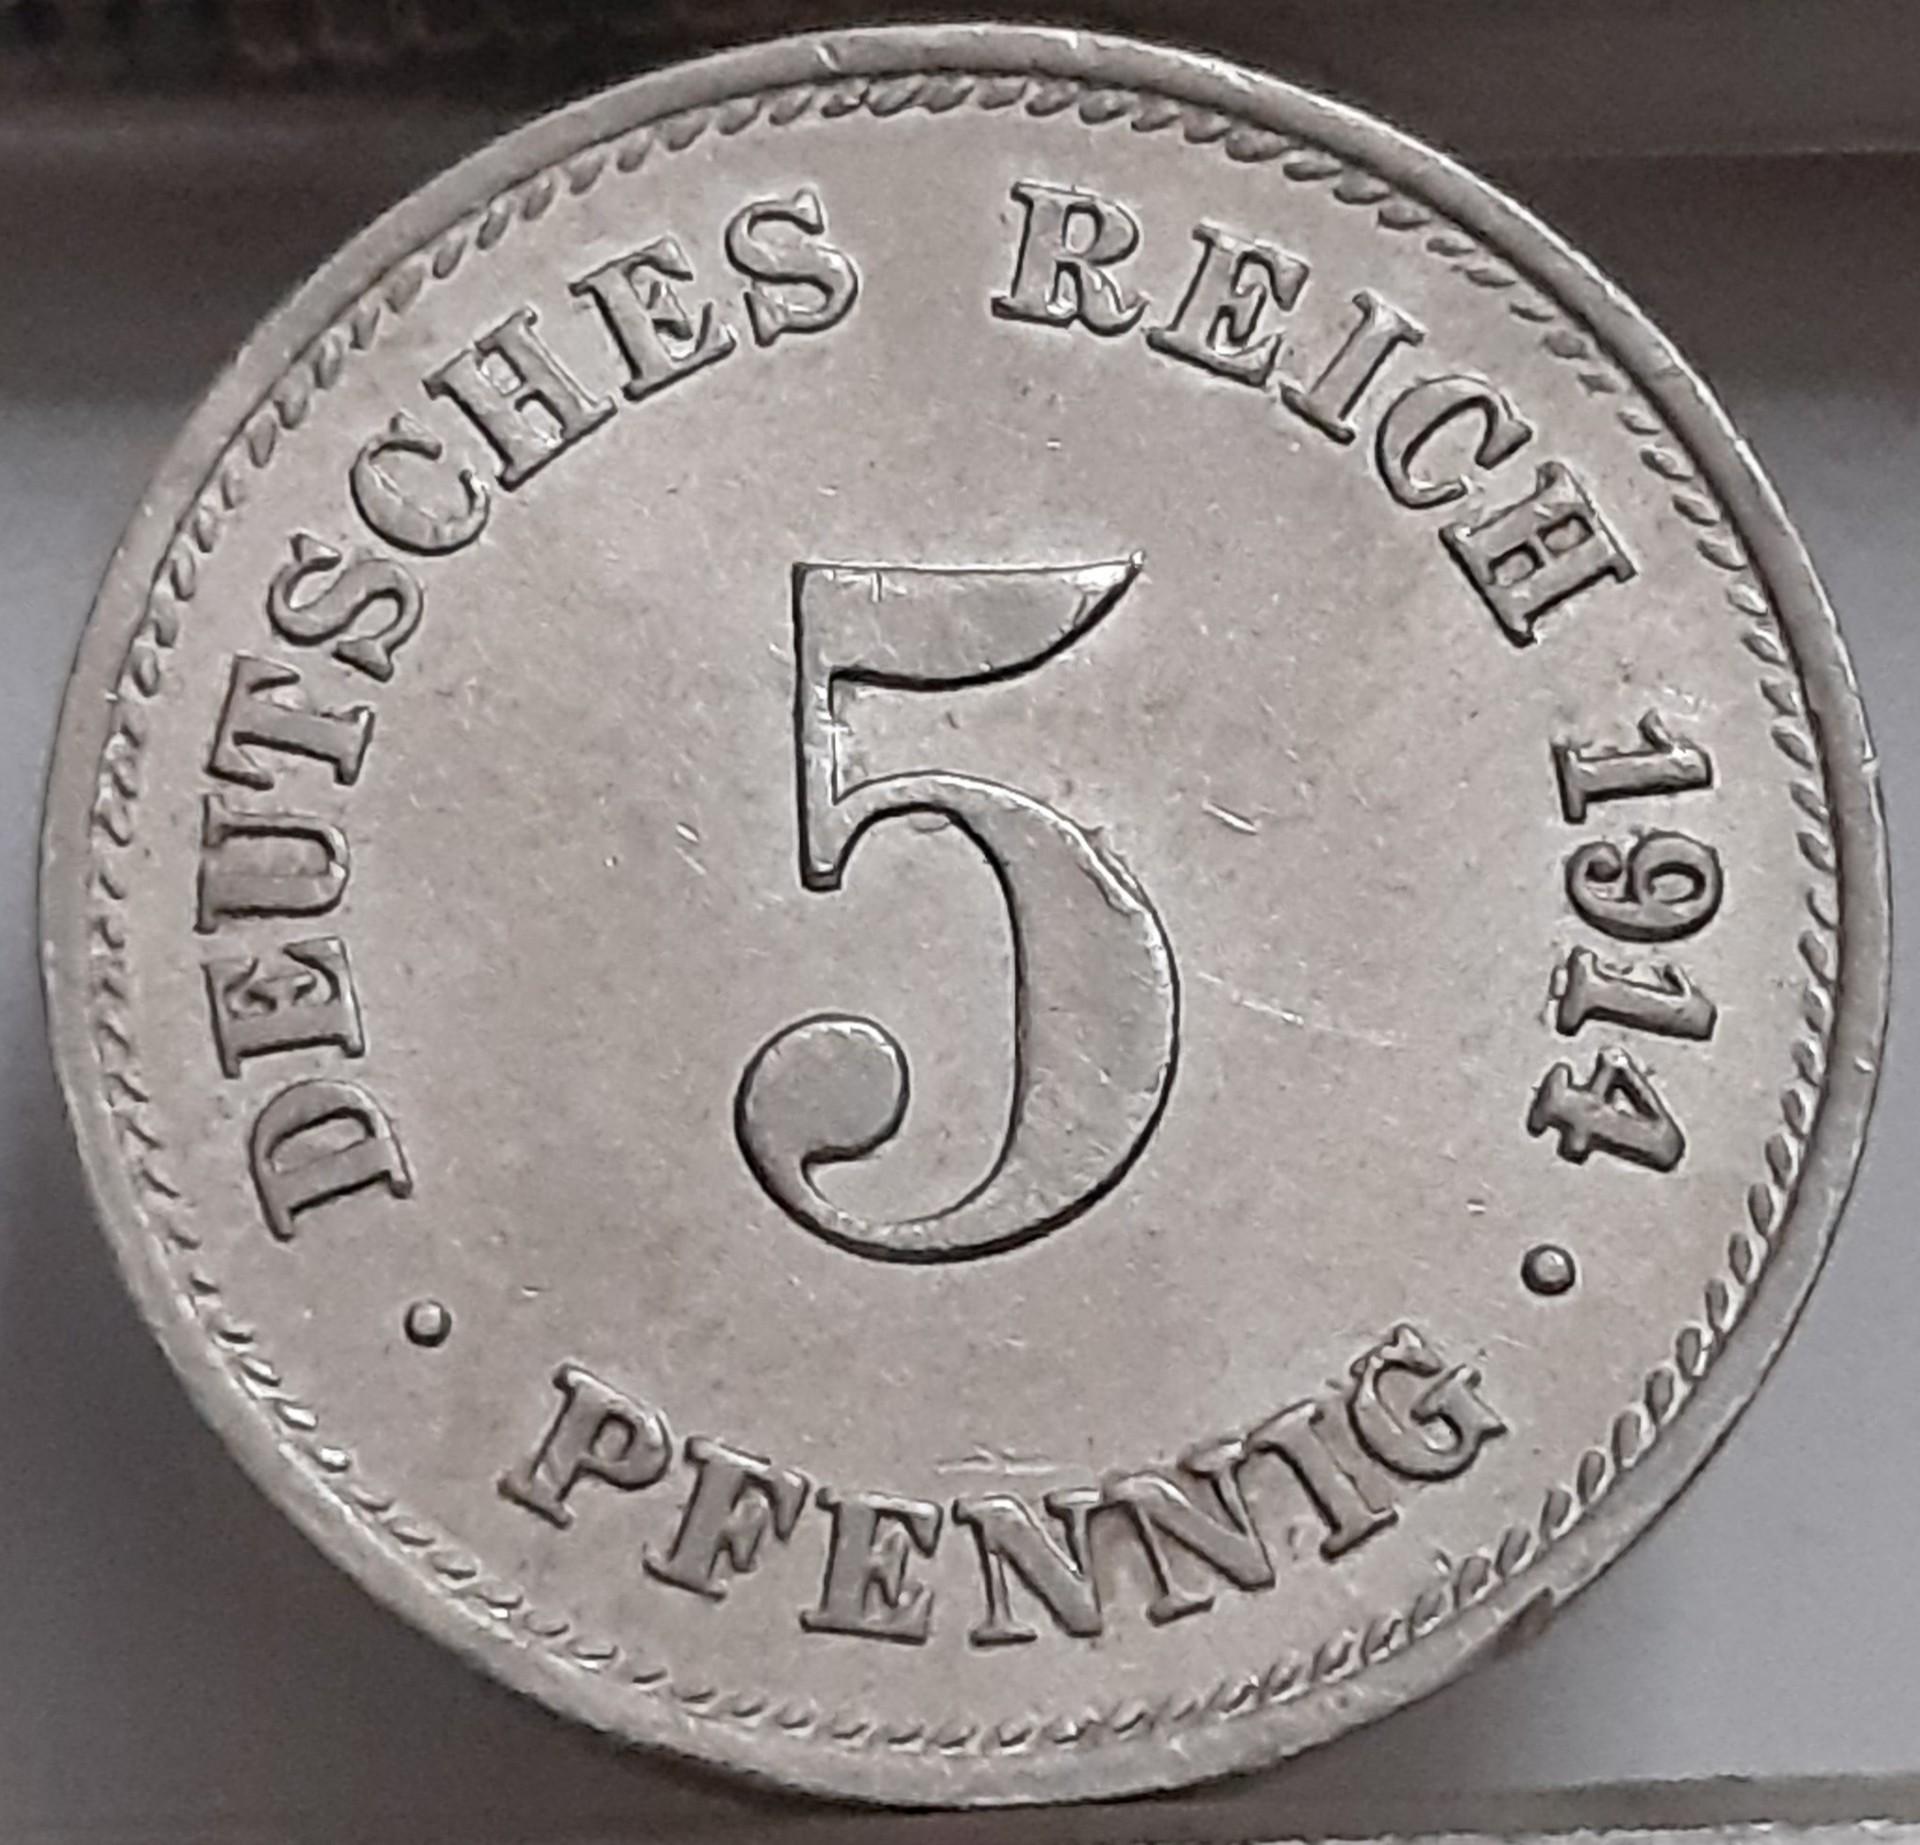 DEUTSCHES REICH 1914
5
· PFENNIG ·